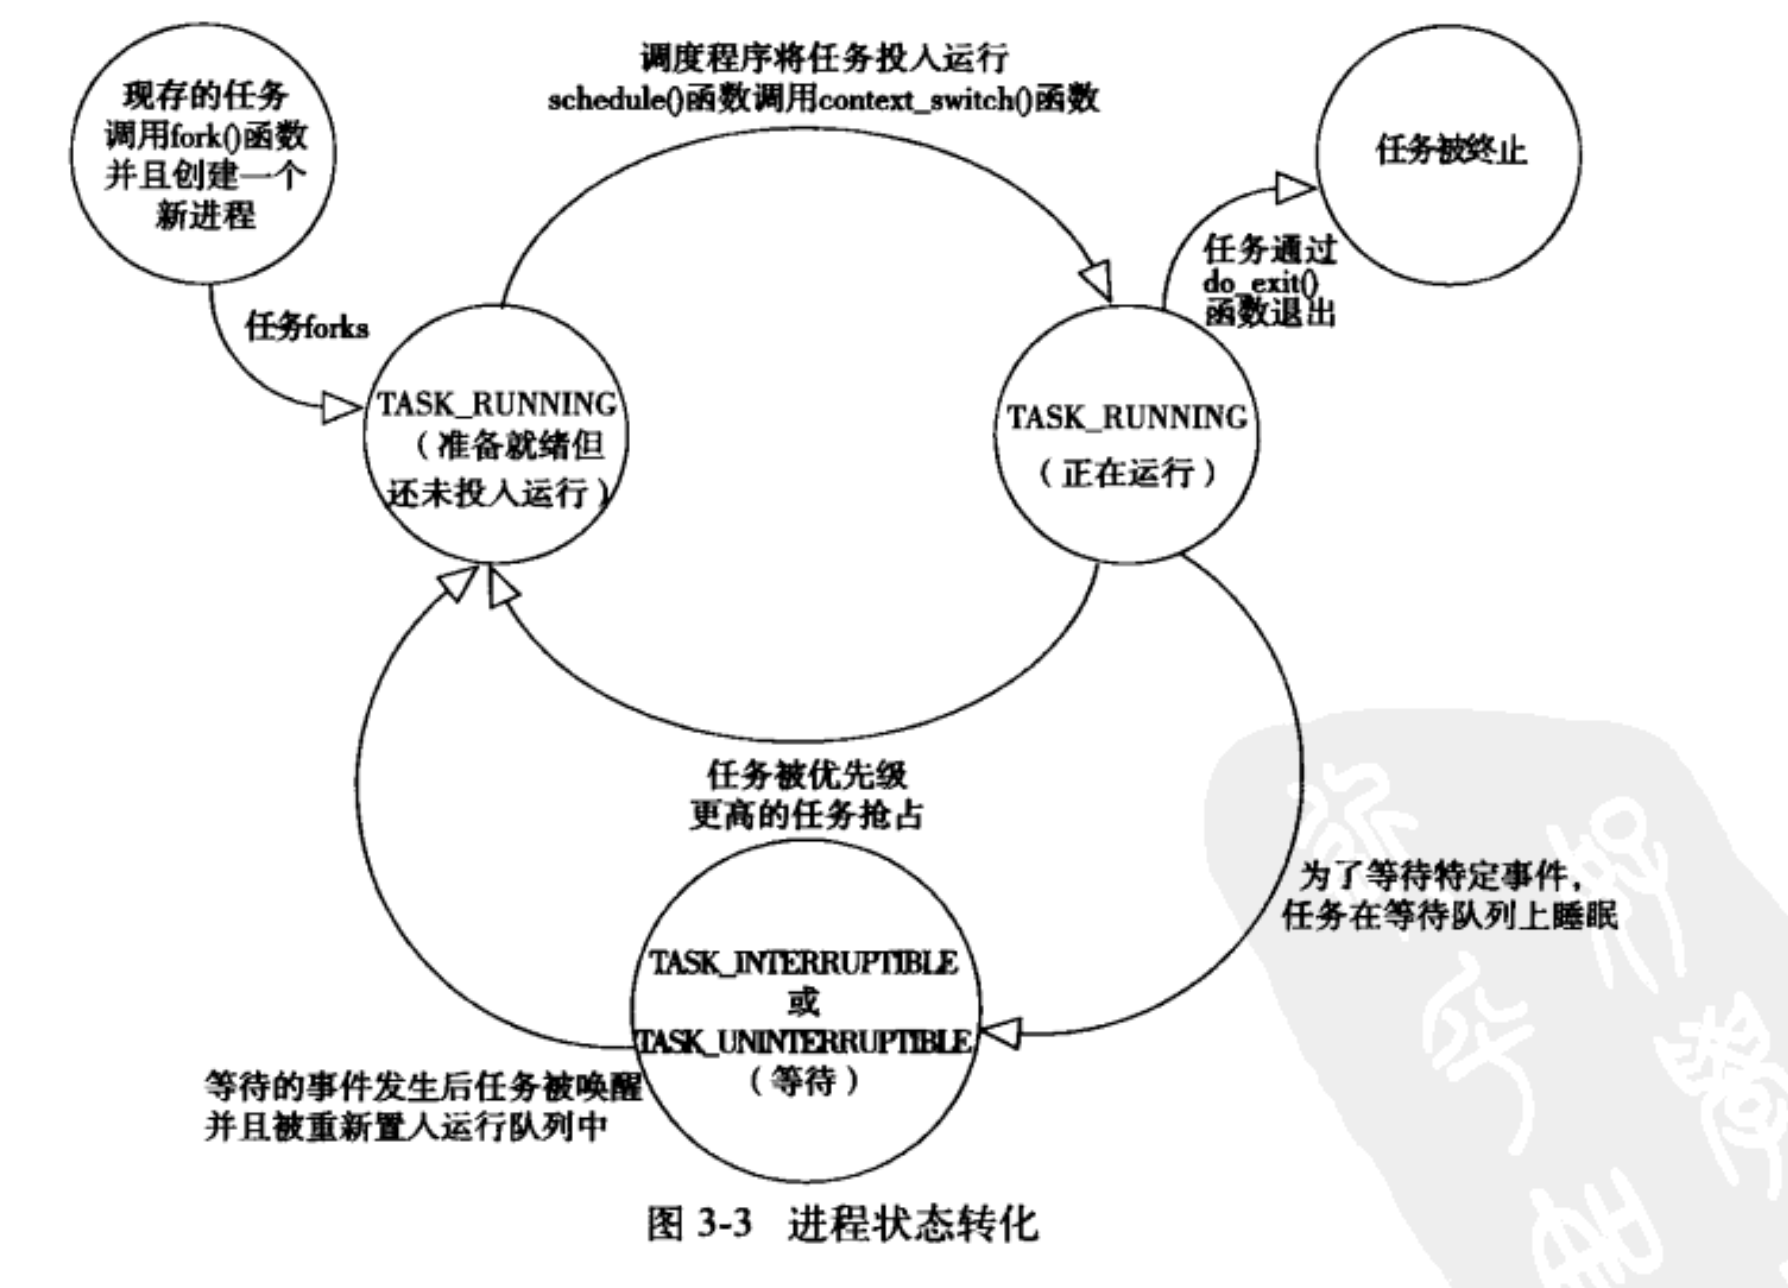 现存的任务
调用fork()函数
并且创建一个
新进程
调度程序将任务投入运行
schedule()函数调用context_switch()函数
任务被终止
任务forks
任务通过
do_exit()
函数退出
TASK_RUNNING
（准备就绪但
还未投入运行）
TASK_RUNNING
（正在运行）
任务被优先级
更高的任务抢占
为了等待特定事件，
任务在等待队列上睡眠
TASK_INTERRUPTIBLE
或
TASK_UNINTERRUPTIBLE
（等待）
等待的事件发生后任务被唤醒
并且被重新置入运行队列中
图 3-3 进程状态转化